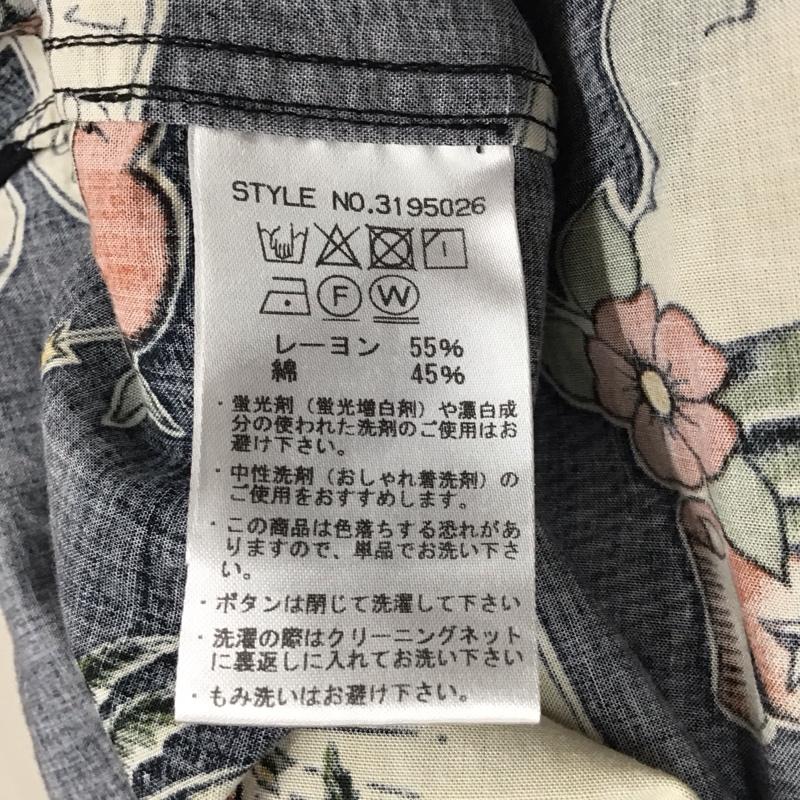 STYLE NO.3195026
F W
レーヨン 55%
綿 45%
・蛍光剤(蛍光増白剤)や漂白成
分の使われた洗剤のご使用はお
避け下さい。
・中性洗剤(おしゃれ着洗剤)の
ご使用をおすすめします。
・この商品は色落ちする恐れがあ
りますので、単品でお洗い下さ
い。
・ボタンは閉じて洗濯して下さい
・洗濯の際はクリーニングネット
に裏返しに入れてお洗い下さい
・もみ洗いはお避け下さい。